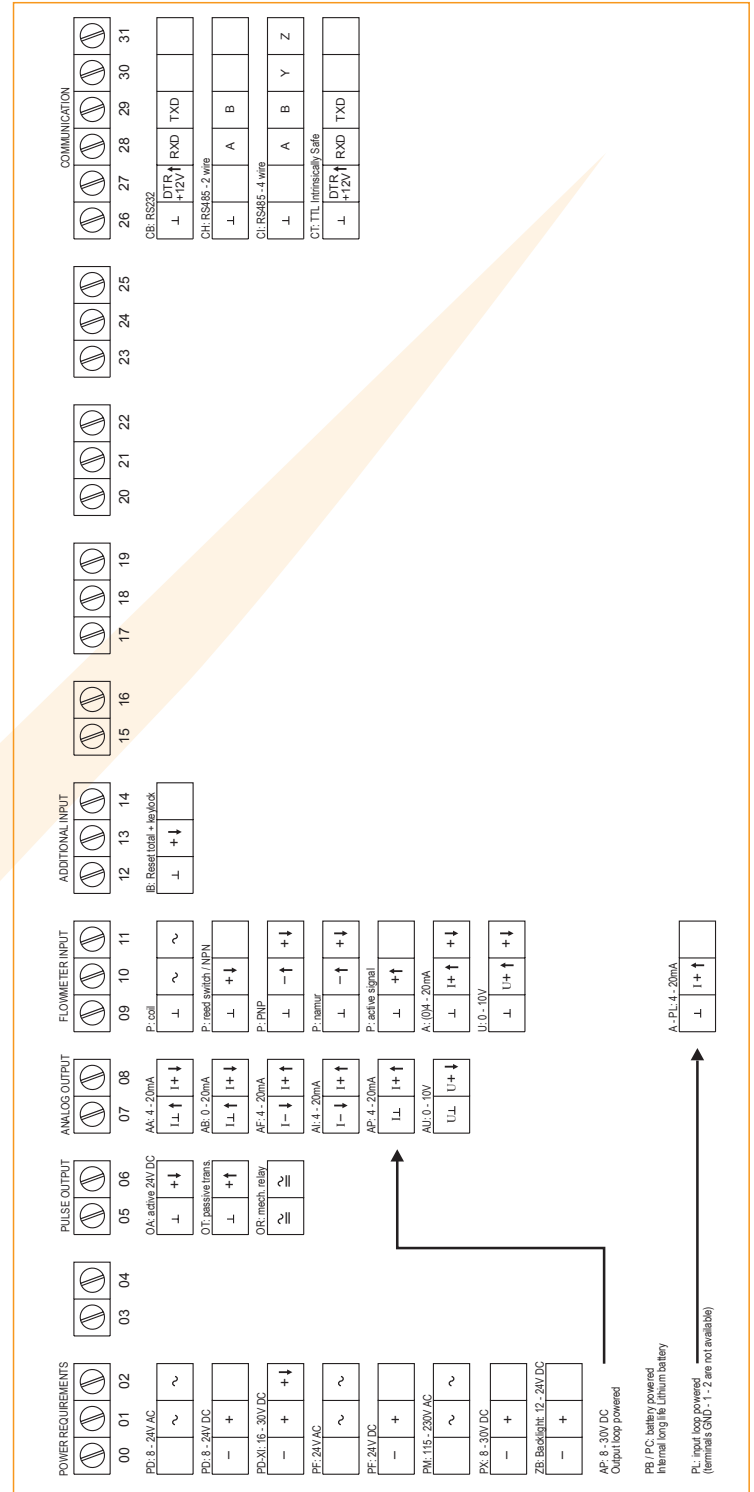 POWER REQUIREMENTS
00 01 02
PD: 8 - 24V AC
~ ~
PD: 8 - 24V DC
− +
PD-XI: 16 - 30V DC
− + +↓
PF: 24V AC
~ ~
PF: 24V DC
− +
PM: 115 - 230V AC
~ ~
PX: 8 - 30V DC
− +
ZB: Backlight: 12 - 24V DC
− +
AP: 8 - 30V DC
Output loop powered
PB / PC: battery powered
Internal long life Lithium battery
PL: input loop powered
(terminals GND - 1 - 2 are not available)
03 04
PULSE OUTPUT
05 06
OA: active 24V DC
⊥ +↓
OT: passive trans.
⊥ +↑
OR: mech. relay
≅ ≅
ANALOG OUTPUT
07 08
AA: 4 - 20mA
I⊥↑ I+↓
AB: 0 - 20mA
I⊥↑ I+↓
AF: 4 - 20mA
I−↓ I+↑
AI: 4 - 20mA
I−↓ I+↑
AP: 4 - 20mA
I⊥ I+↑
AU: 0 - 10V
U⊥ U+↓
FLOWMETER INPUT
09 10 11
P: coil
⊥ ~ ~
P: reed switch / NPN
⊥ +↓
P: PNP
⊥ −↑ +↓
P: namur
⊥ −↑ +↓
P: active signal
⊥ +↑
A: (0)4 - 20mA
⊥ I+↑ +↓
U: 0 - 10V
⊥ U+↑ +↓
A - PL: 4 - 20mA
⊥ I+↑
ADDITIONAL INPUT
12 13 14
IB: Reset total + keylock
⊥ +↓
15 16
17 18 19
20 21 22
23 24 25
COMMUNICATION
26 27 28 29 30 31
CB: RS232
⊥ DTR +12V↑ RXD TXD
CH: RS485 - 2 wire
⊥ A B
CI: RS485 - 4 wire
⊥ A B Y Z
CT: TTL Intrinsically Safe
⊥ DTR +12V↑ RXD TXD